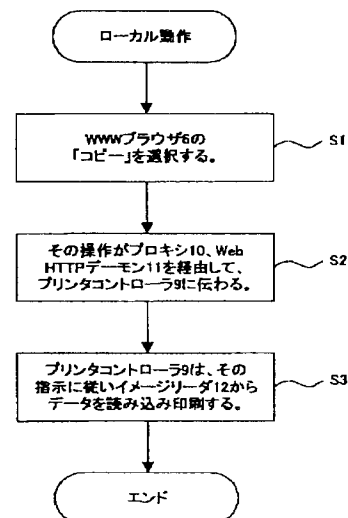 ローカル動作
WWWブラウザ6の
「コピー」を選択する。
S1
その操作がプロキシ10、Web
HTTPデーモン11を経由して、
プリンタコントローラ9に伝わる。
S2
プリンタコントローラ9は、その
指示に従いイメージリーダ12から
データを読み込み印刷する。
S3
エンド